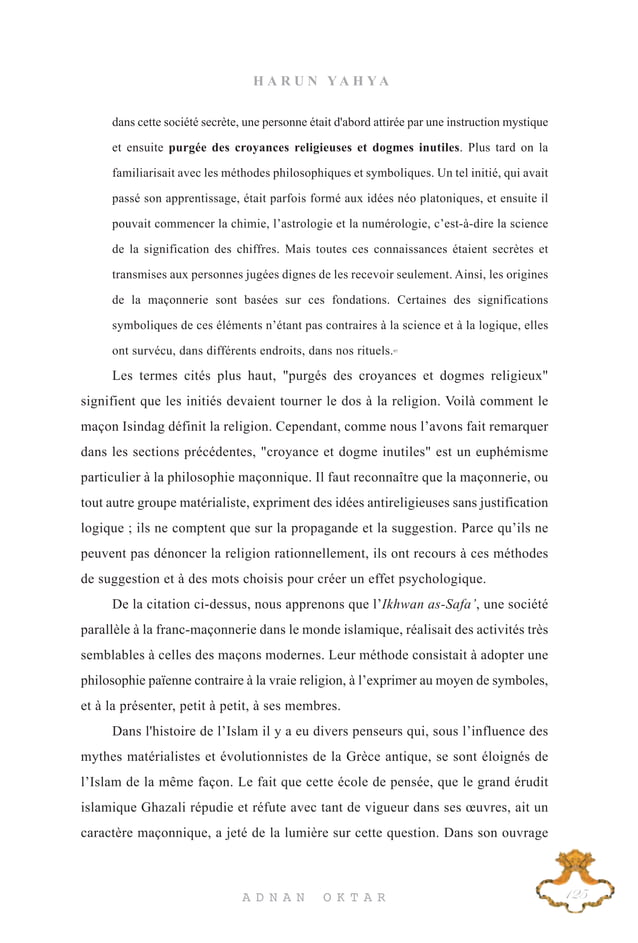 HARUN YAHYA
dans cette société secrète, une personne était d'abord attirée par une instruction mystique
et ensuite purgée des croyances religieuses et dogmes inutiles. Plus tard on la
familiarisait avec les méthodes philosophiques et symboliques. Un tel initié, qui avait
passé son apprentissage, était parfois formé aux idées néo platoniques, et ensuite il
pouvait commencer la chimie, l’astrologie et la numérologie, c’est-à-dire la science
de la signification des chiffres. Mais toutes ces connaissances étaient secrètes et
transmises aux personnes jugées dignes de les recevoir seulement. Ainsi, les origines
de la maçonnerie sont basées sur ces fondations. Certaines des significations
symboliques de ces éléments n’étant pas contraires à la science et à la logique, elles
ont survécu, dans différents endroits, dans nos rituels.
Les termes cités plus haut, "purgés des croyances et dogmes religieux"
signifient que les initiés devaient tourner le dos à la religion. Voilà comment le
maçon Isindag définit la religion. Cependant, comme nous l’avons fait remarquer
dans les sections précédentes, "croyance et dogme inutiles" est un euphémisme
particulier à la philosophie maçonnique. Il faut reconnaître que la maçonnerie, ou
tout autre groupe matérialiste, expriment des idées antireligieuses sans justification
logique ; ils ne comptent que sur la propagande et la suggestion. Parce qu’ils ne
peuvent pas dénoncer la religion rationnellement, ils ont recours à ces méthodes
de suggestion et à des mots choisis pour créer un effet psychologique.
De la citation ci-dessus, nous apprenons que l’Ikhwan as-Safa’, une société
parallèle à la franc-maçonnerie dans le monde islamique, réalisait des activités très
semblables à celles des maçons modernes. Leur méthode consistait à adopter une
philosophie païenne contraire à la vraie religion, à l’exprimer au moyen de symboles,
et à la présenter, petit à petit, à ses membres.
Dans l'histoire de l’Islam il y a eu divers penseurs qui, sous l’influence des
mythes matérialistes et évolutionnistes de la Grèce antique, se sont éloignés de
l’Islam de la même façon. Le fait que cette école de pensée, que le grand érudit
islamique Ghazali répudie et réfute avec tant de vigueur dans ses œuvres, ait un
caractère maçonnique, a jeté de la lumière sur cette question. Dans son ouvrage
ADNAN OKTAR
125